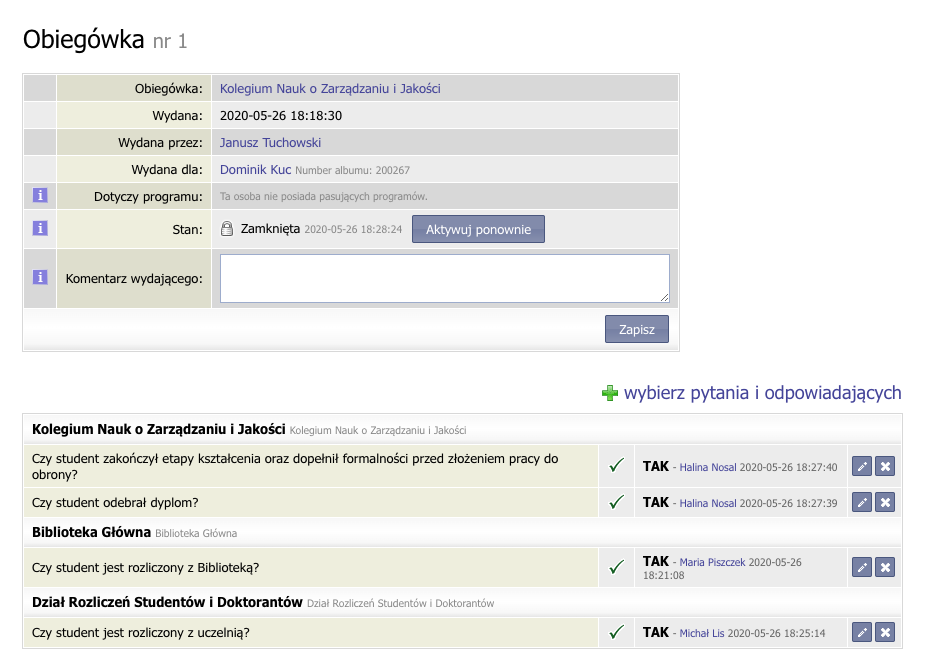 Obiegówka nr 1
Obiegówka: Kolegium Nauk o Zarządzaniu i Jakości
Wydana: 2020-05-26 18:18:30
Wydana przez: Janusz Tuchowski
Wydana dla: Dominik Kuc Number albumu: 200267
i Dotyczy programu: Ta osoba nie posiada pasujących programów.
i Stan: Zamknięta 2020-05-26 18:28:24 Aktywuj ponownie
i Komentarz wydającego:
Zapisz
wybierz pytania i odpowiadających
Kolegium Nauk o Zarządzaniu i Jakości Kolegium Nauk o Zarządzaniu i Jakości
Czy student zakończył etapy kształcenia oraz dopełnił formalności przed złożeniem pracy do
obrony?
TAK - Halina Nosal 2020-05-26 18:27:40
Czy student odebrał dyplom? TAK - Halina Nosal 2020-05-26 18:27:39
Biblioteka Główna Biblioteka Główna
Czy student jest rozliczony z Biblioteką? TAK - Maria Piszczek 2020-05-26
18:21:08
Dział Rozliczeń Studentów i Doktorantów Dział Rozliczeń Studentów i Doktorantów
Czy student jest rozliczony z uczelnią? TAK - Michał Lis 2020-05-26 18:25:14